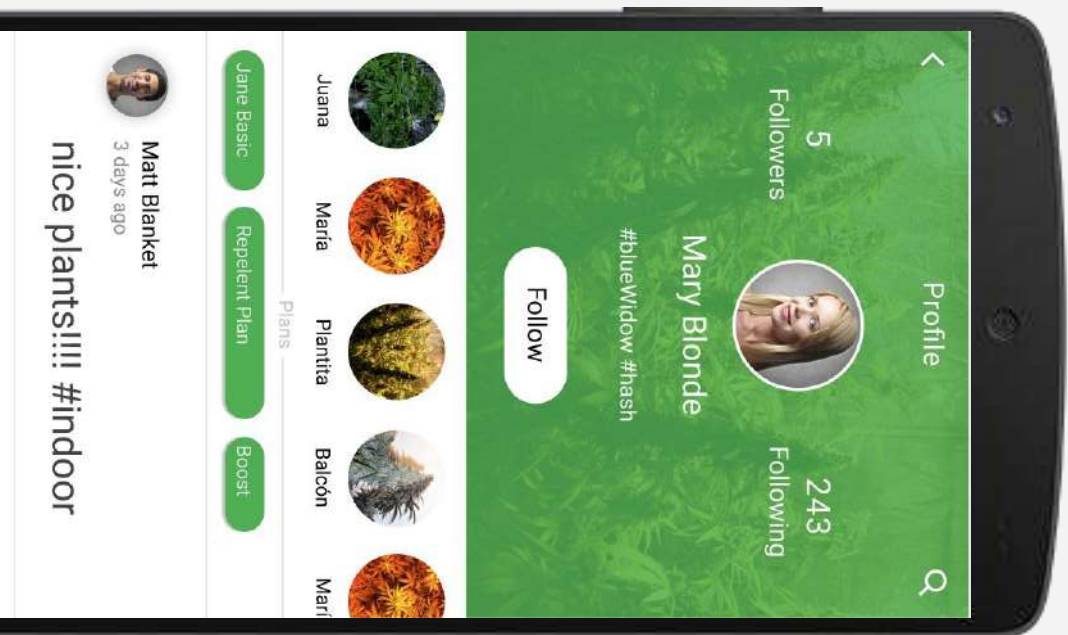 Profile
5
Followers
243
Following
Mary Blonde
#blueWidow #hash
Follow
Juana
María
Plantita
Balcón
Marí
Plans
Jane Basic
Repelent Plan
Boost
Matt Blanket
3 days ago
nice plants!!!! #indoor